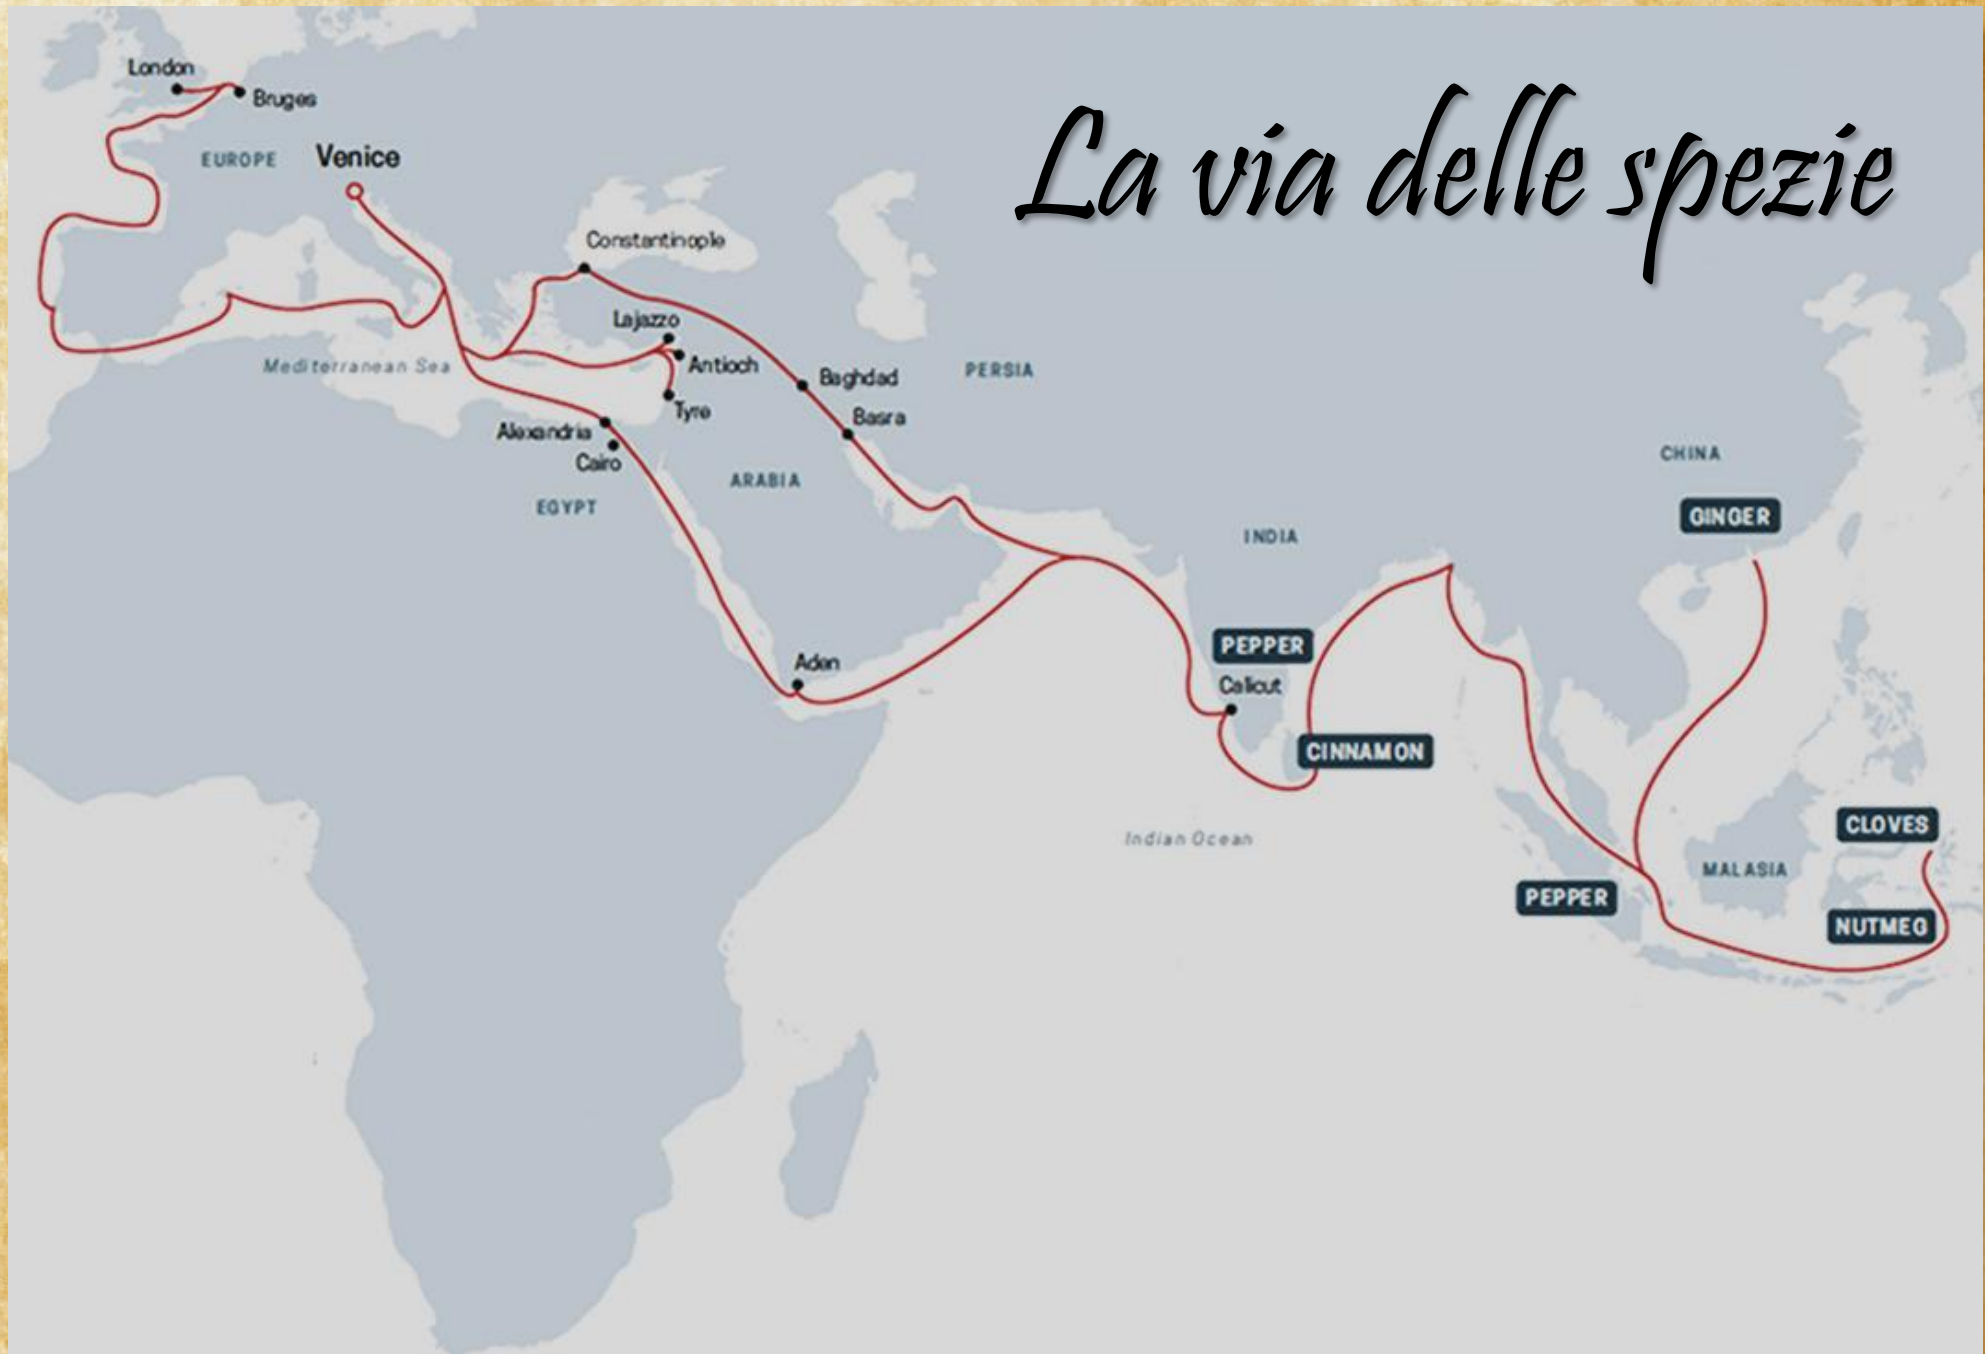 La via delle spezie
London
Bruges
EUROPE
Venice
Constantinople
Lajazzo
Antioch
Mediterranean Sea
Tyre
Baghdad
PERSIA
Basra
Alexandria
Cairo
ARABIA
EGYPT
CHINA
GINGER
INDIA
PEPPER
Calicut
Aden
CINNAMON
Indian Ocean
CLOVES
MALASIA
PEPPER
NUTMEG